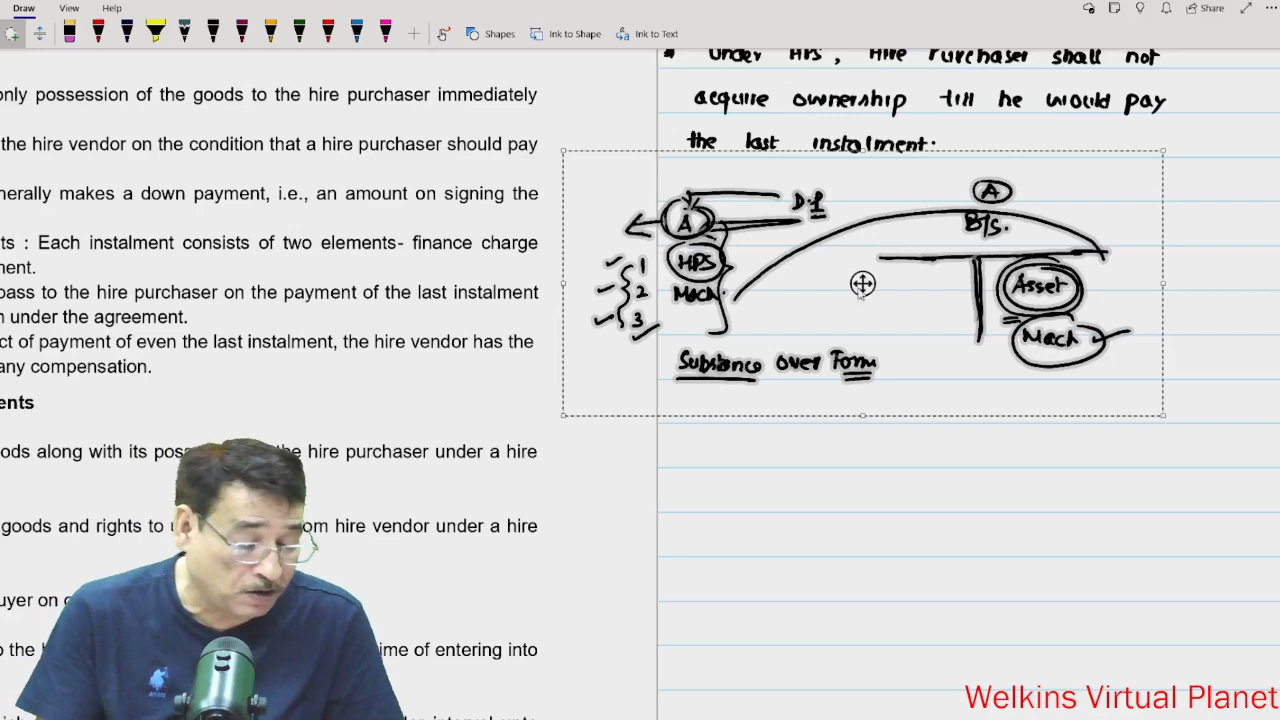 Draw View Help
Share
Shapes Ink to Shape Ink to Text
only possession of the goods to the hire purchaser immediately
the hire vendor on the condition that a hire purchaser should pay
nerally makes a down payment, i.e., an amount on signing the
ts : Each instalment consists of two elements- finance charge
ment.
pass to the hire purchaser on the payment of the last instalment
n under the agreement.
ct of payment of even the last instalment, the hire vendor has the
any compensation.
ents
ods along with its the hire purchaser under a hire
goods and rights to om hire vendor under a hire
uyer on
o the ime of entering into
Under HPS, Hire Purchaser shall not
acquire ownership till he would pay
the last instalment.
D.P
A
HPS
Mach.
1
2
3
A
B/S.
Asset
Mach
Substance over Form
Welkins Virtual Planet